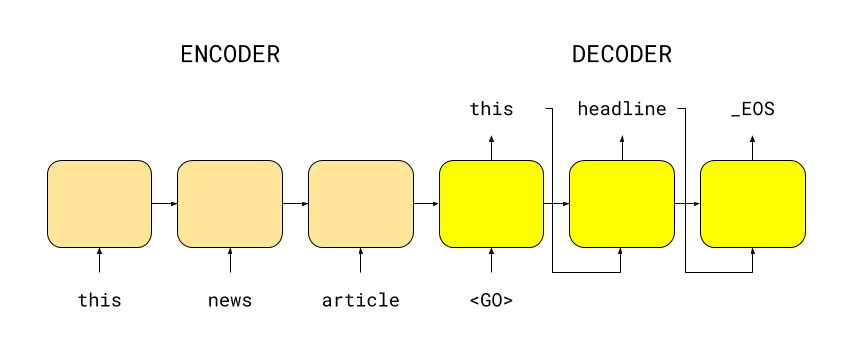 ENCODER
DECODER
this
headline
_EOS
this
news
article
<GO>